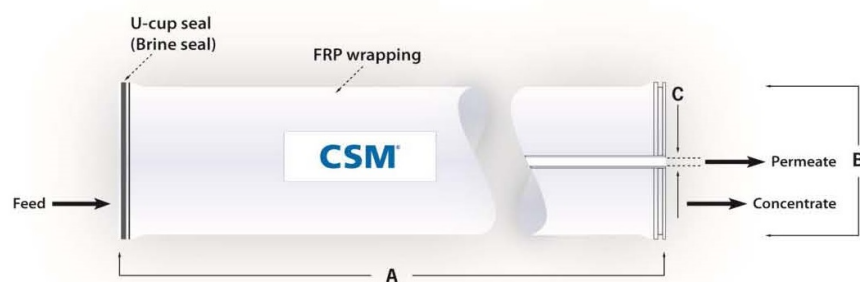 U-cup seal
(Brine seal)
FRP wrapping
C
CSM®
Permeate
B
Feed
Concentrate
A